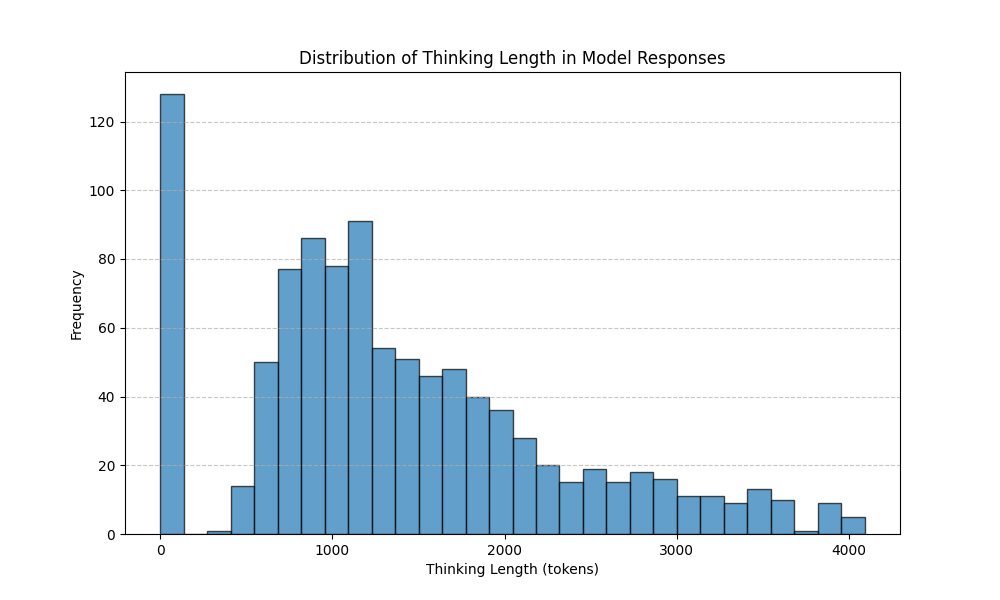 Distribution of Thinking Length in Model Responses
120
100
80
60
40
20
0
Frequency
0 1000 2000 3000 4000
Thinking Length (tokens)